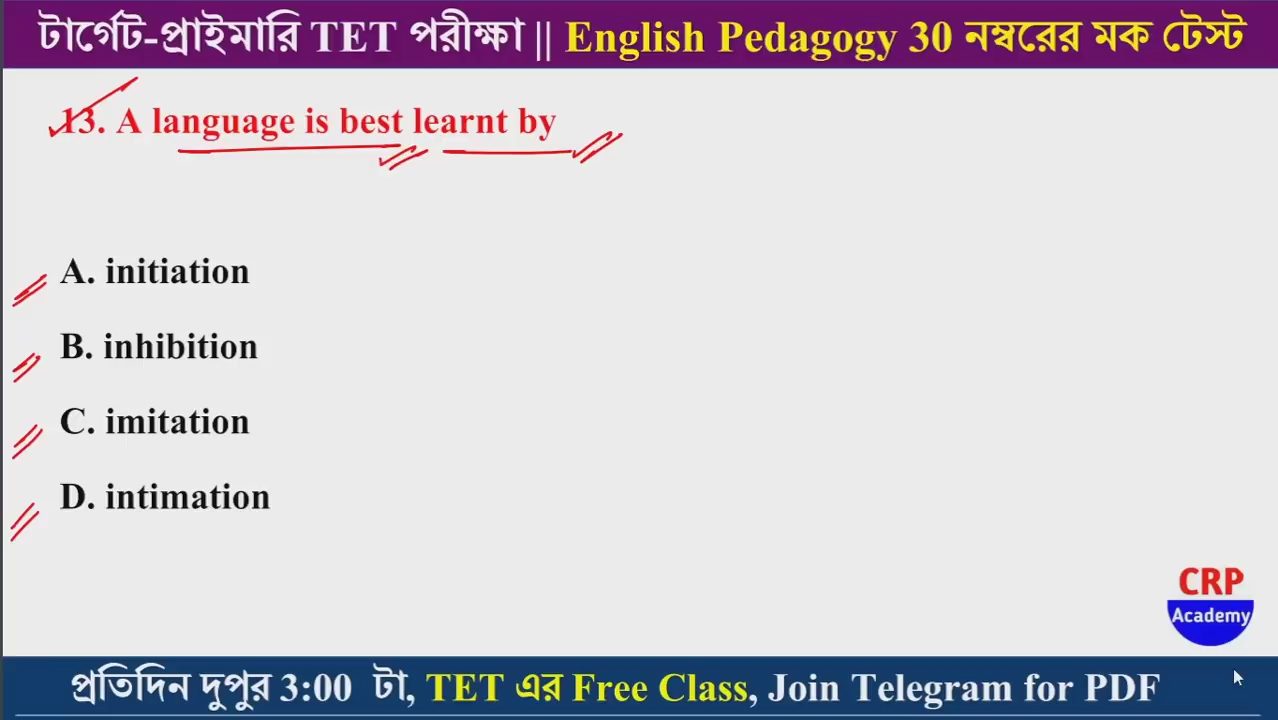 টার্গেট-প্রাইমারি TET পরীক্ষা || English Pedagogy 30 নম্বরের মক টেস্ট
13. A language is best learnt by
A. initiation
B. inhibition
C. imitation
D. intimation
CRP
Academy
প্রতিদিন দুপুর 3:00 টা, TET এর Free Class, Join Telegram for PDF